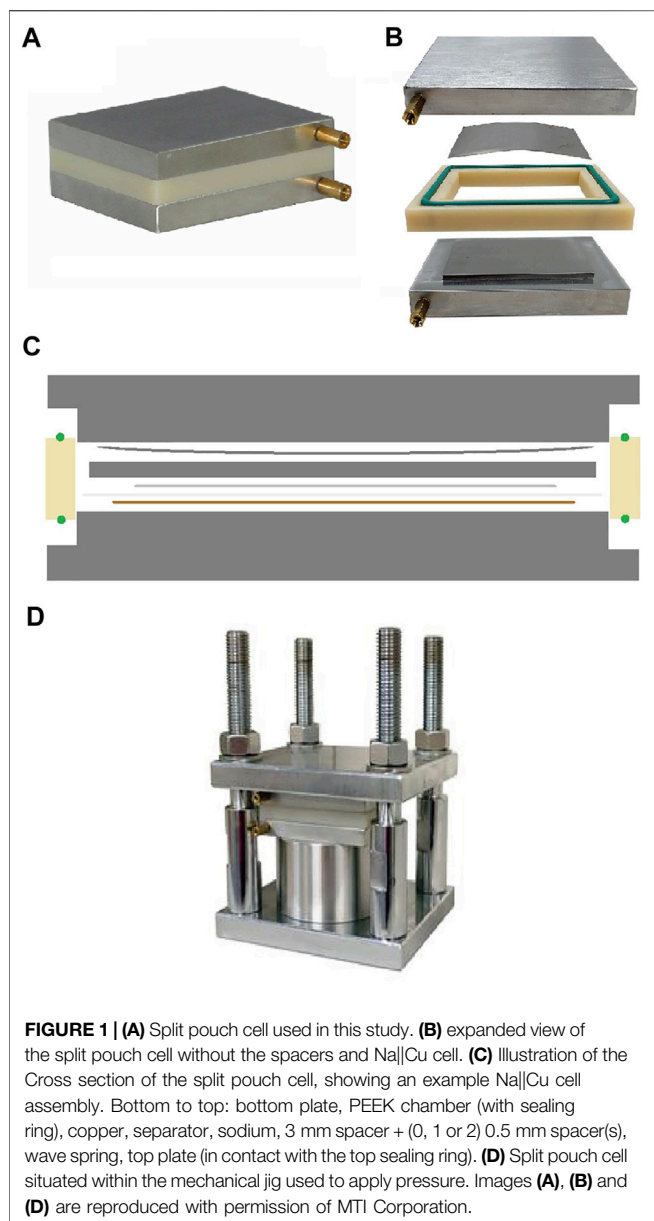 A
B
C
D
FIGURE 1 | (A) Split pouch cell used in this study. (B) expanded view of
the split pouch cell without the spacers and Na||Cu cell. (C) Illustration of the
Cross section of the split pouch cell, showing an example Na||Cu cell
assembly. Bottom to top: bottom plate, PEEK chamber (with sealing
ring), copper, separator, sodium, 3 mm spacer + (0, 1 or 2) 0.5 mm spacer(s),
wave spring, top plate (in contact with the top sealing ring). (D) Split pouch cell
situated within the mechanical jig used to apply pressure. Images (A), (B) and
(D) are reproduced with permission of MTI Corporation.